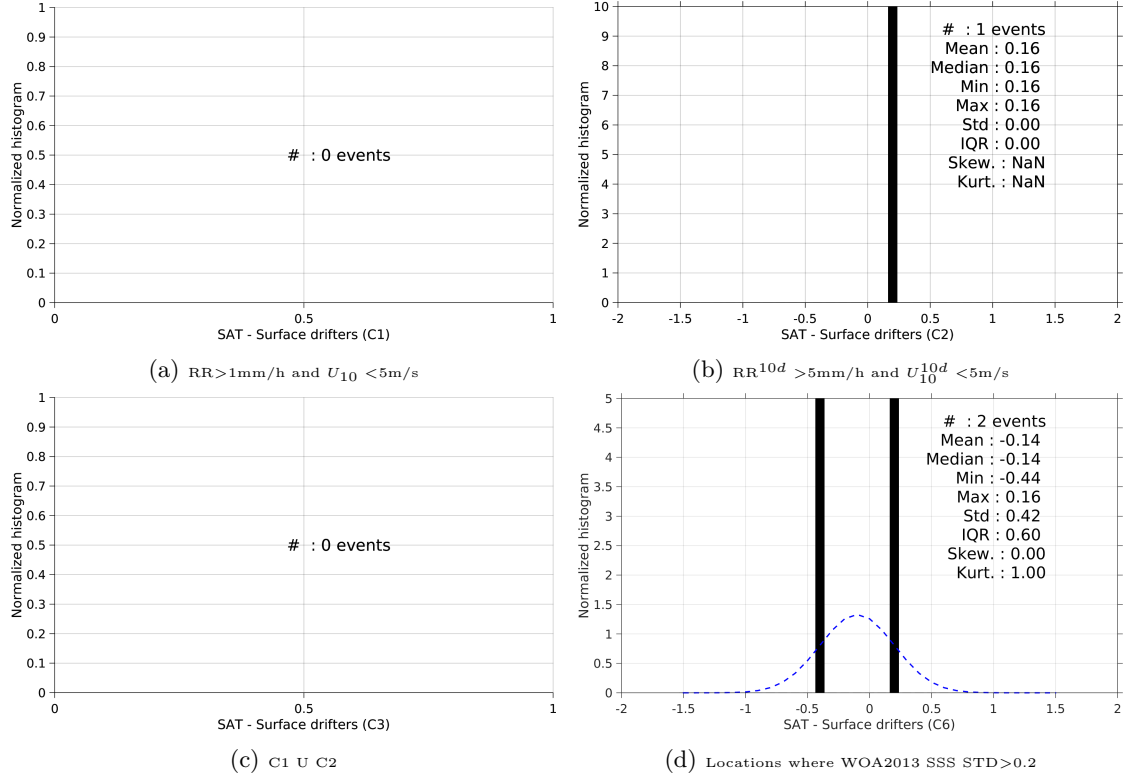 Normalized histogram
1
0.9
0.8
0.7
0.6
0.5
0.4
0.3
0.2
0.1
0
# : 0 events
0 0.5 1
SAT - Surface drifters (C1)
(a) RR>1mm/h and U10 <5m/s
Normalized histogram
10
9
8
7
6
5
4
3
2
1
0
# : 1 events
Mean : 0.16
Median : 0.16
Min : 0.16
Max : 0.16
Std : 0.00
IQR : 0.00
Skew. : NaN
Kurt. : NaN
-2 -1.5 -1 -0.5 0 0.5 1 1.5 2
SAT - Surface drifters (C2)
(b) RR^10d >5mm/h and U10^10d <5m/s
Normalized histogram
1
0.9
0.8
0.7
0.6
0.5
0.4
0.3
0.2
0.1
0
# : 0 events
0 0.5 1
SAT - Surface drifters (C3)
(c) C1 U C2
Normalized histogram
5
4.5
4
3.5
3
2.5
2
1.5
1
0.5
0
# : 2 events
Mean : -0.14
Median : -0.14
Min : -0.44
Max : 0.16
Std : 0.42
IQR : 0.60
Skew. : 0.00
Kurt. : 1.00
-2 -1.5 -1 -0.5 0 0.5 1 1.5 2
SAT - Surface drifters (C6)
(d) Locations where WOA2013 SSS STD>0.2